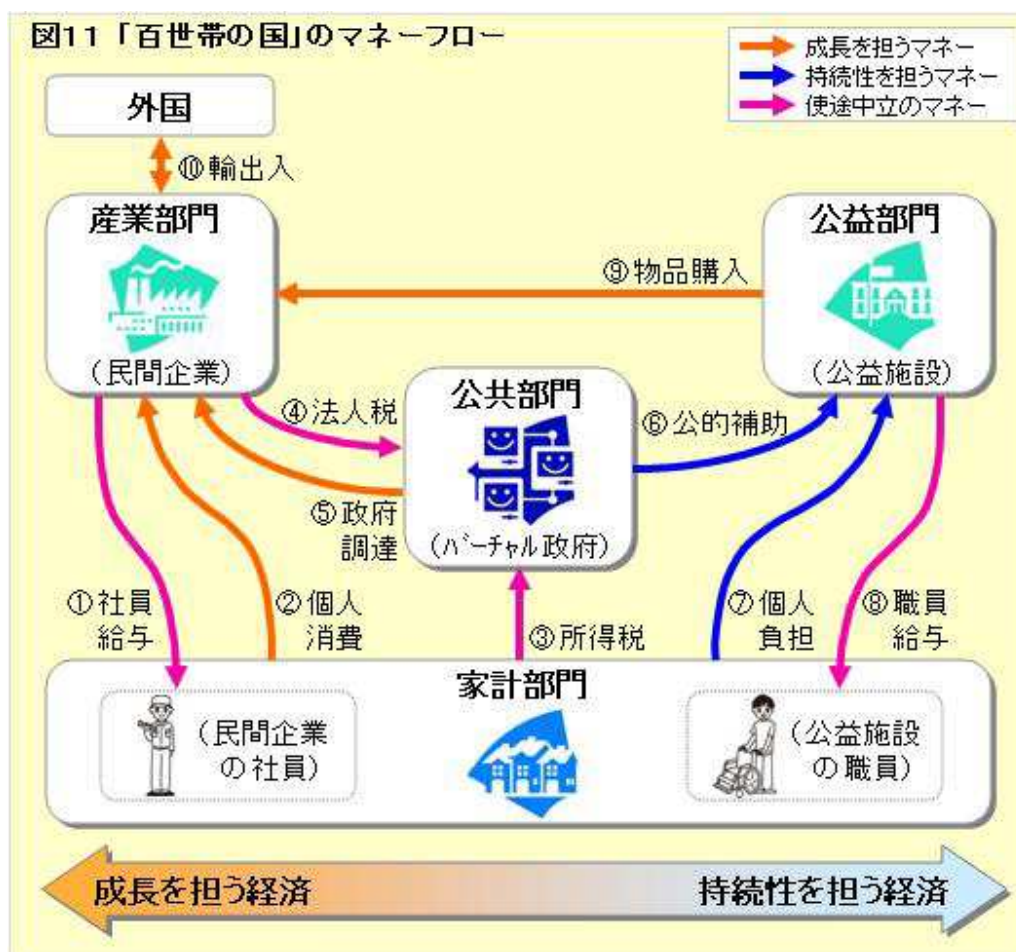 図11「百世帯の国」のマネーフロー
成長を担うマネー
持続性を担うマネー
使途中立のマネー
外国
⑩輸出入
産業部門
(民間企業)
公益部門
(公益施設)
⑨物品購入
④法人税
公共部門
(バーチャル政府)
⑥公的補助
⑤政府
調達
①社員
給与
②個人
消費
③所得税
⑦個人
負担
⑧職員
給与
家計部門
(民間企業
の社員)
(公益施設
の職員)
成長を担う経済
持続性を担う経済